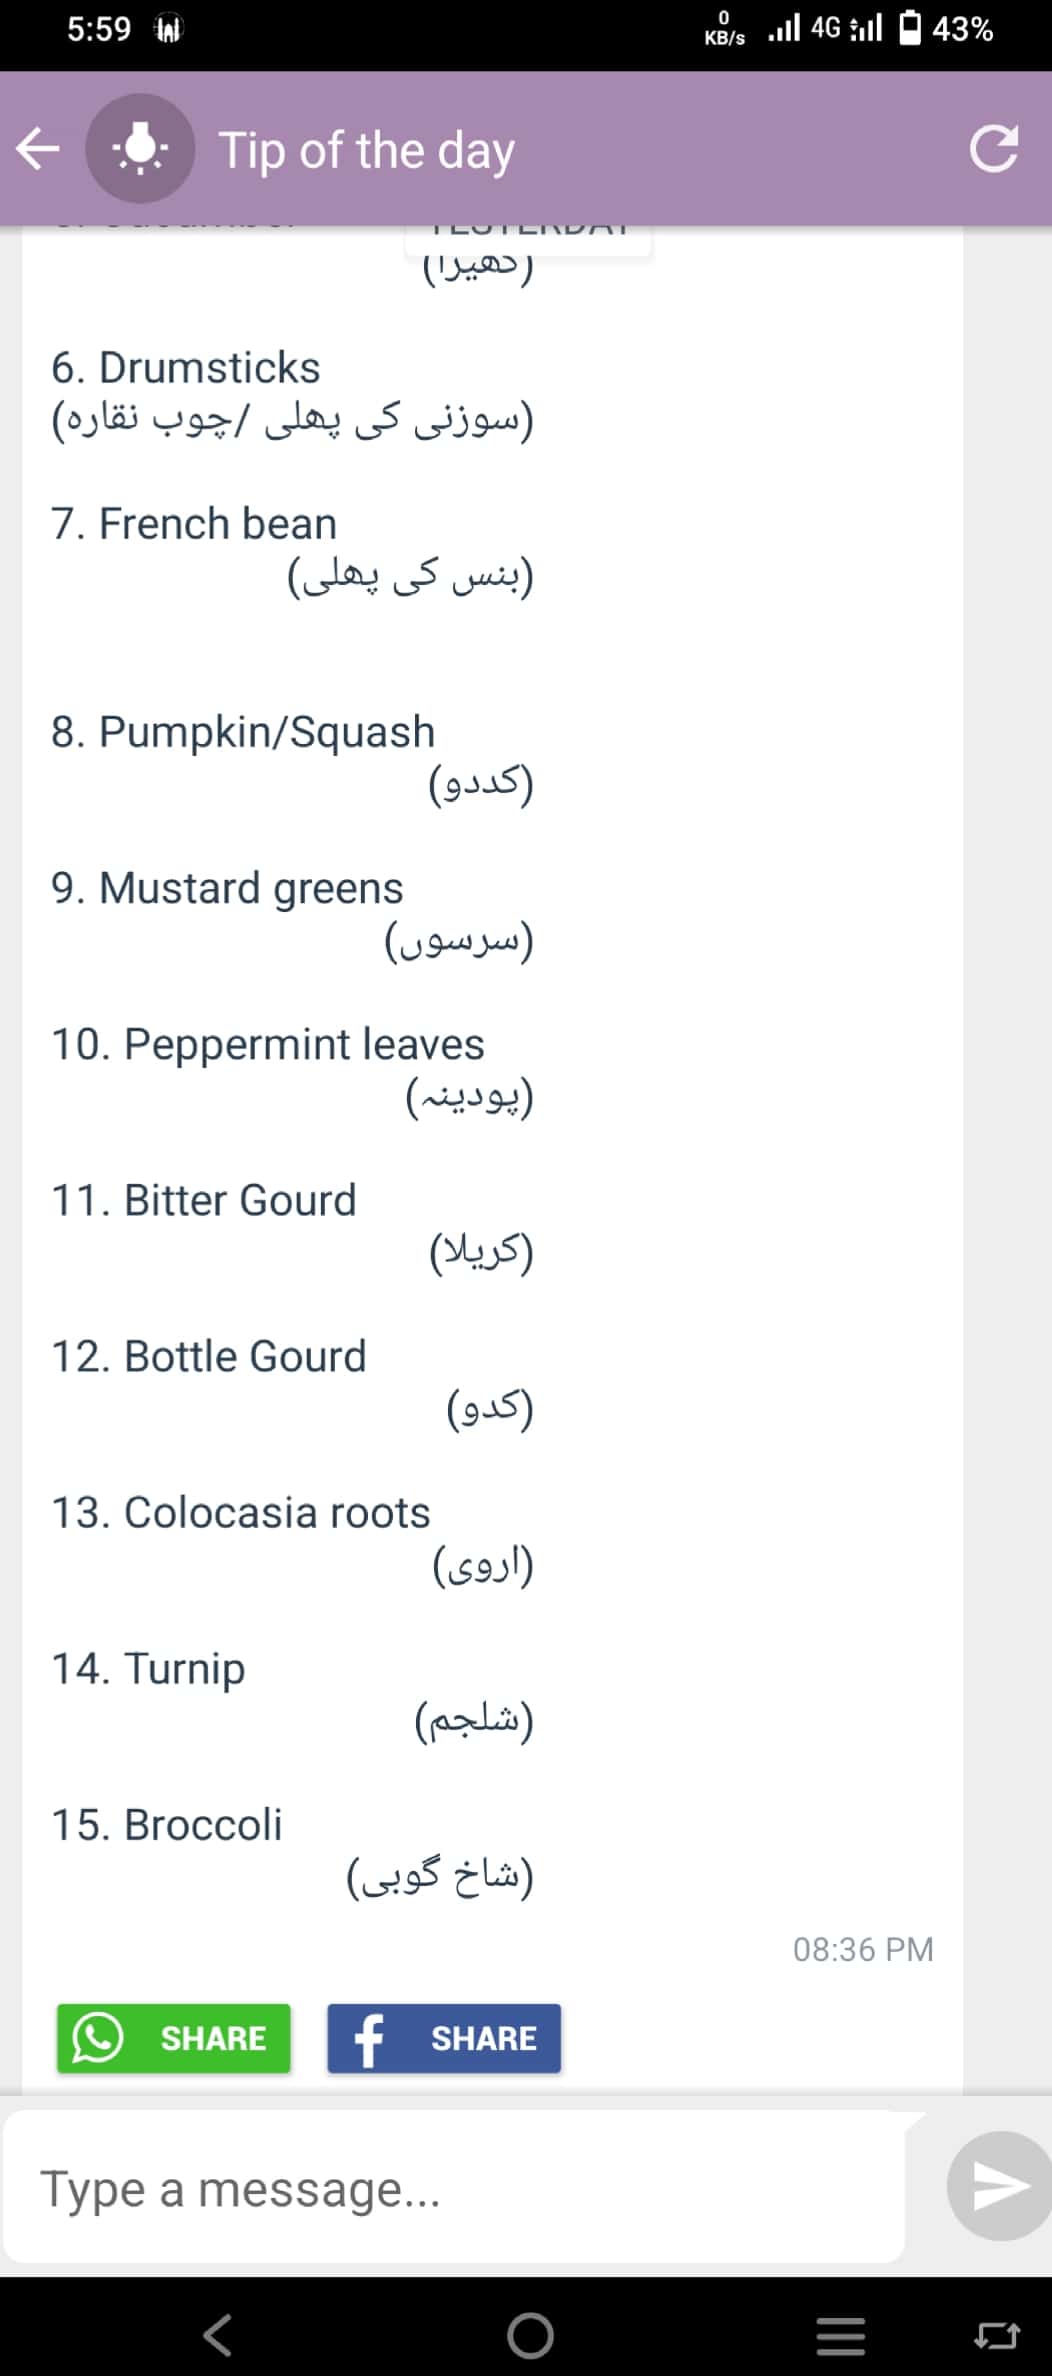 5:59
0
KB/s
4G
43%
Tip of the day
YESTERDAY
(کھیرا)
6. Drumsticks
(سوزنی کی پھلی /چوب نقارہ)
7. French bean
(بنس کی پھلی)
8. Pumpkin/Squash
(کددو)
9. Mustard greens
(سرسوں)
10. Peppermint leaves
(پودینہ)
11. Bitter Gourd
(کریلا)
12. Bottle Gourd
(کدو)
13. Colocasia roots
(اروی)
14. Turnip
(شلجم)
15. Broccoli
(شاخ گوبی)
08:36 PM
SHARE
f SHARE
Type a message...